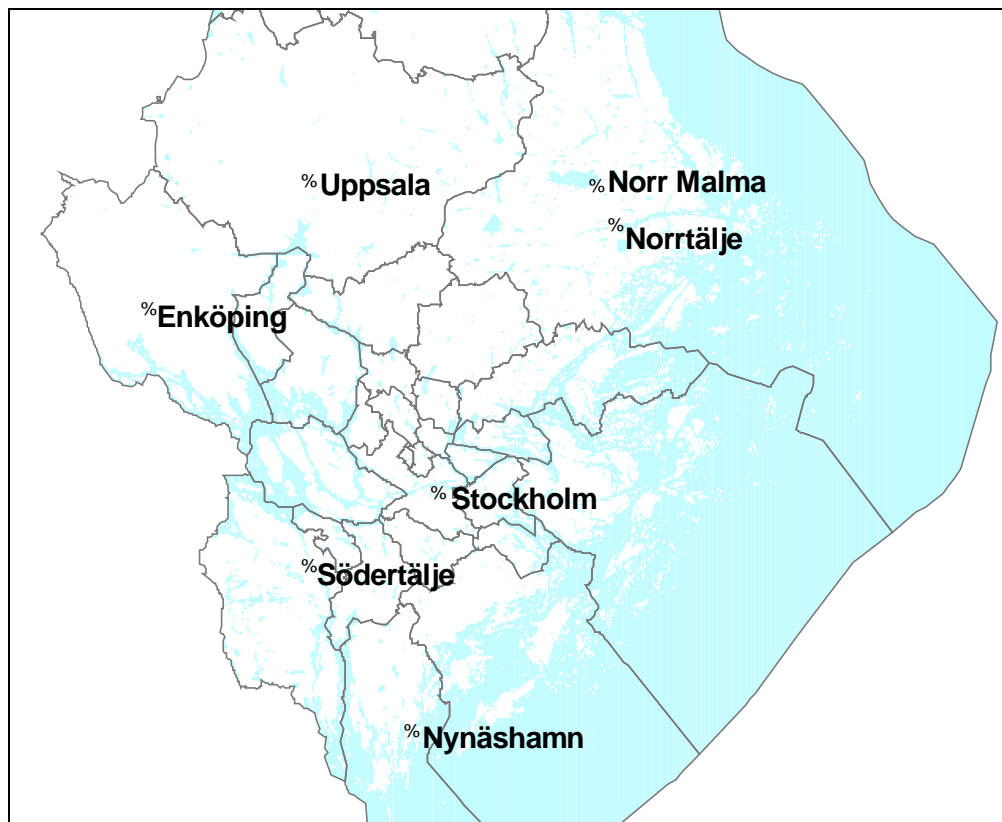 % Uppsala
% Norr Malma
% Norrtälje
% Enköping
% Stockholm
% Södertälje
% Nynäshamn